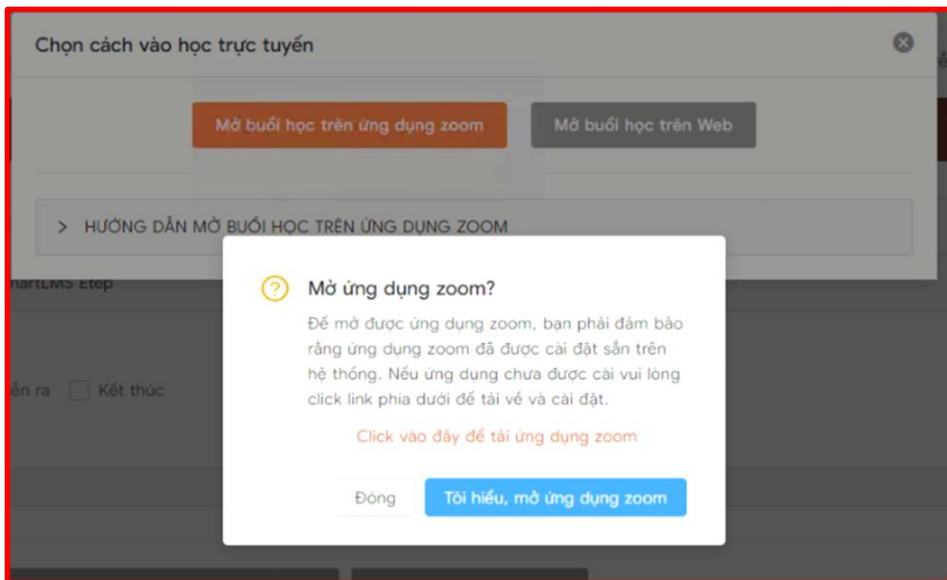 Chọn cách vào học trực tuyến
Mở buổi học trên ứng dụng zoom
Mở buổi học trên Web
HƯỚNG DẪN MỞ BUỔI HỌC TRÊN ỨNG DỤNG ZOOM
martLMS Etep
Mở ứng dụng zoom?
Để mở được ứng dụng zoom, bạn phải đảm bảo
rằng ứng dụng zoom đã được cài đặt sẵn trên
hệ thống. Nếu ứng dụng chưa được cài vui lòng
click link phía dưới để tải về và cài đặt.
ễn ra Kết thúc
Click vào đây để tải ứng dụng zoom
Đóng
Tôi hiểu, mở ứng dụng zoom